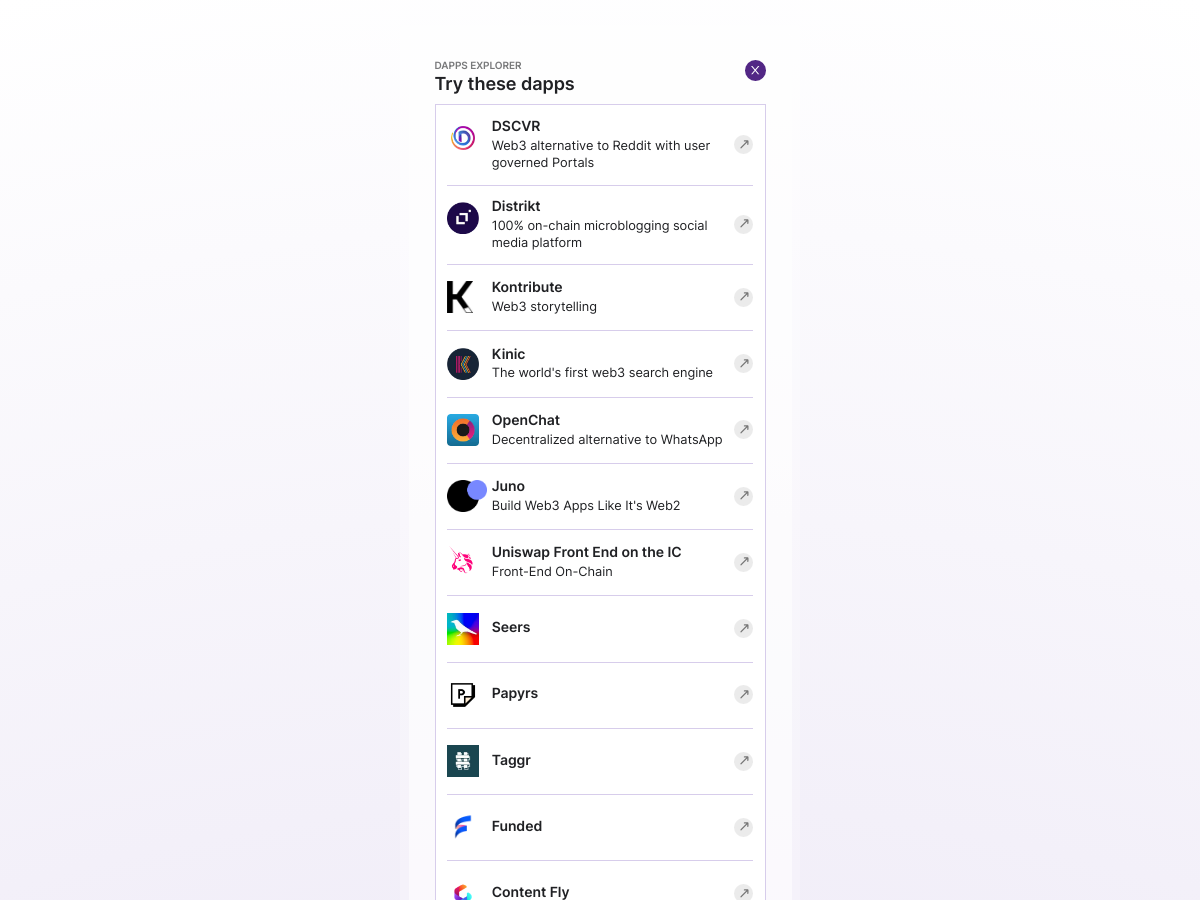 DAPPS EXPLORER
Try these dapps
X
DSCVR
Web3 alternative to Reddit with user
governed Portals
Distrikt
100% on-chain microblogging social
media platform
Kontribute
Web3 storytelling
Kinic
The world's first web3 search engine
OpenChat
Decentralized alternative to WhatsApp
Juno
Build Web3 Apps Like It's Web2
Uniswap Front End on the IC
Front-End On-Chain
Seers
Papyrs
Taggr
Funded
Content Fly